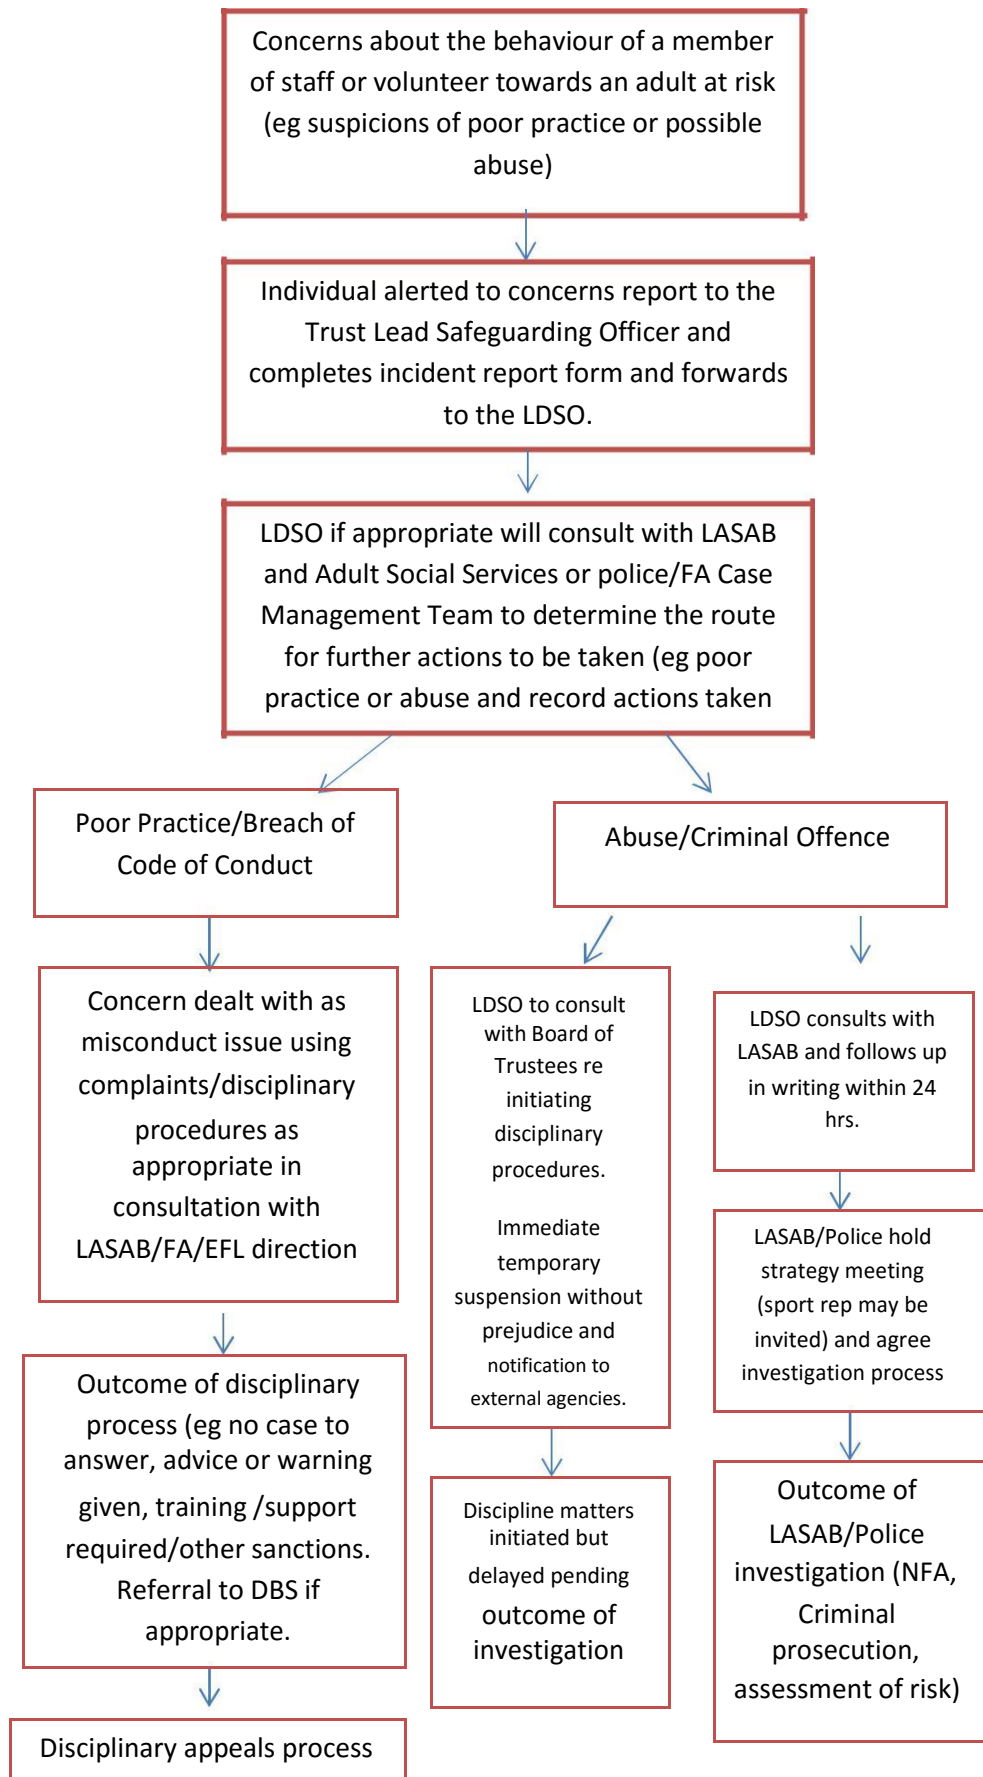 Concerns about the behaviour of a member
of staff or volunteer towards an adult at risk
(eg suspicions of poor practice or possible
abuse)
Individual alerted to concerns report to the
Trust Lead Safeguarding Officer and
completes incident report form and forwards
to the LDSO.
LDSO if appropriate will consult with LASAB
and Adult Social Services or police/FA Case
Management Team to determine the route
for further actions to be taken (eg poor
practice or abuse and record actions taken
Poor Practice/Breach of
Code of Conduct
Abuse/Criminal Offence
Concern dealt with as
misconduct issue using
complaints/disciplinary
procedures as
appropriate in
consultation with
LASAB/FA/EFL direction
LDSO to consult
with Board of
Trustees re
initiating
disciplinary
procedures.
Immediate
temporary
suspension without
prejudice and
notification to
external agencies.
LDSO consults with
LASAB and follows up
in writing within 24
hrs.
LASAB/Police hold
strategy meeting
(sport rep may be
invited) and agree
investigation process
Outcome of disciplinary
process (eg no case to
answer, advice or warning
given, training /support
required/other sanctions.
Referral to DBS if
appropriate.
Discipline matters
initiated but
delayed pending
outcome of
investigation
Outcome of
LASAB/Police
investigation (NFA,
Criminal
prosecution,
assessment of risk)
Disciplinary appeals process